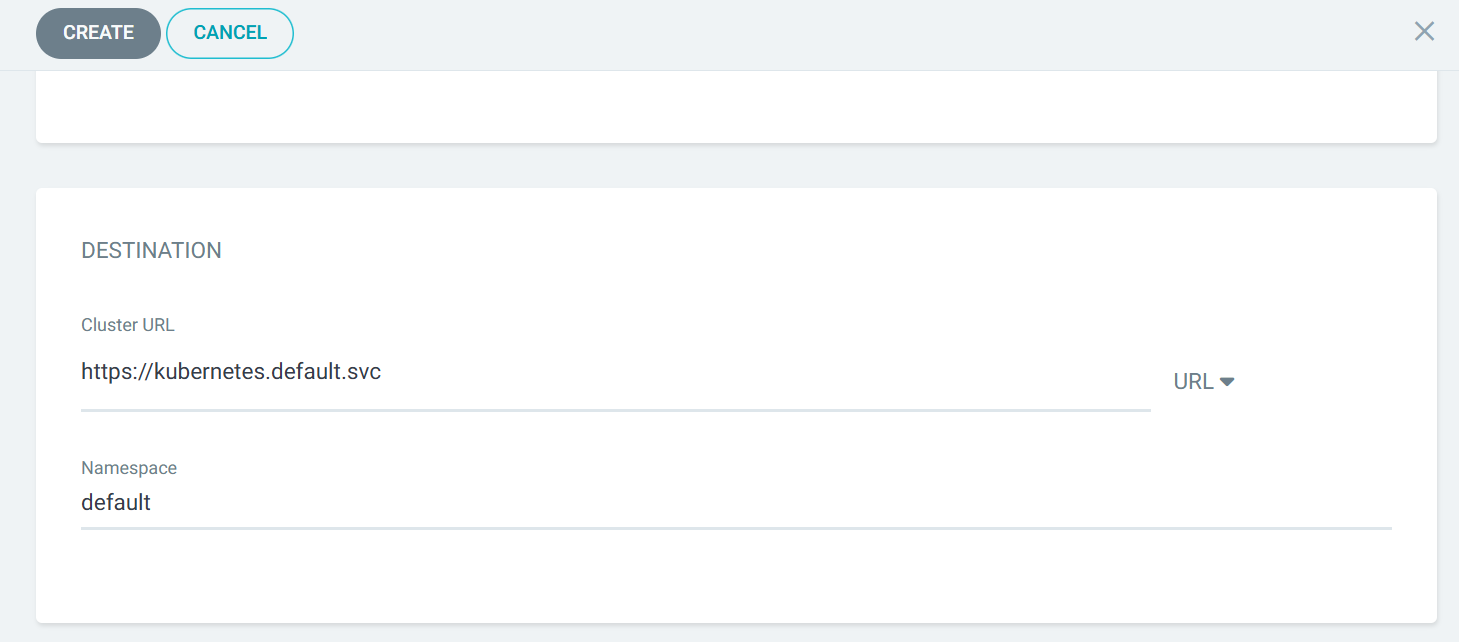 CREATE CANCEL
DESTINATION
Cluster URL
https://kubernetes.default.svc
URL
Namespace
default